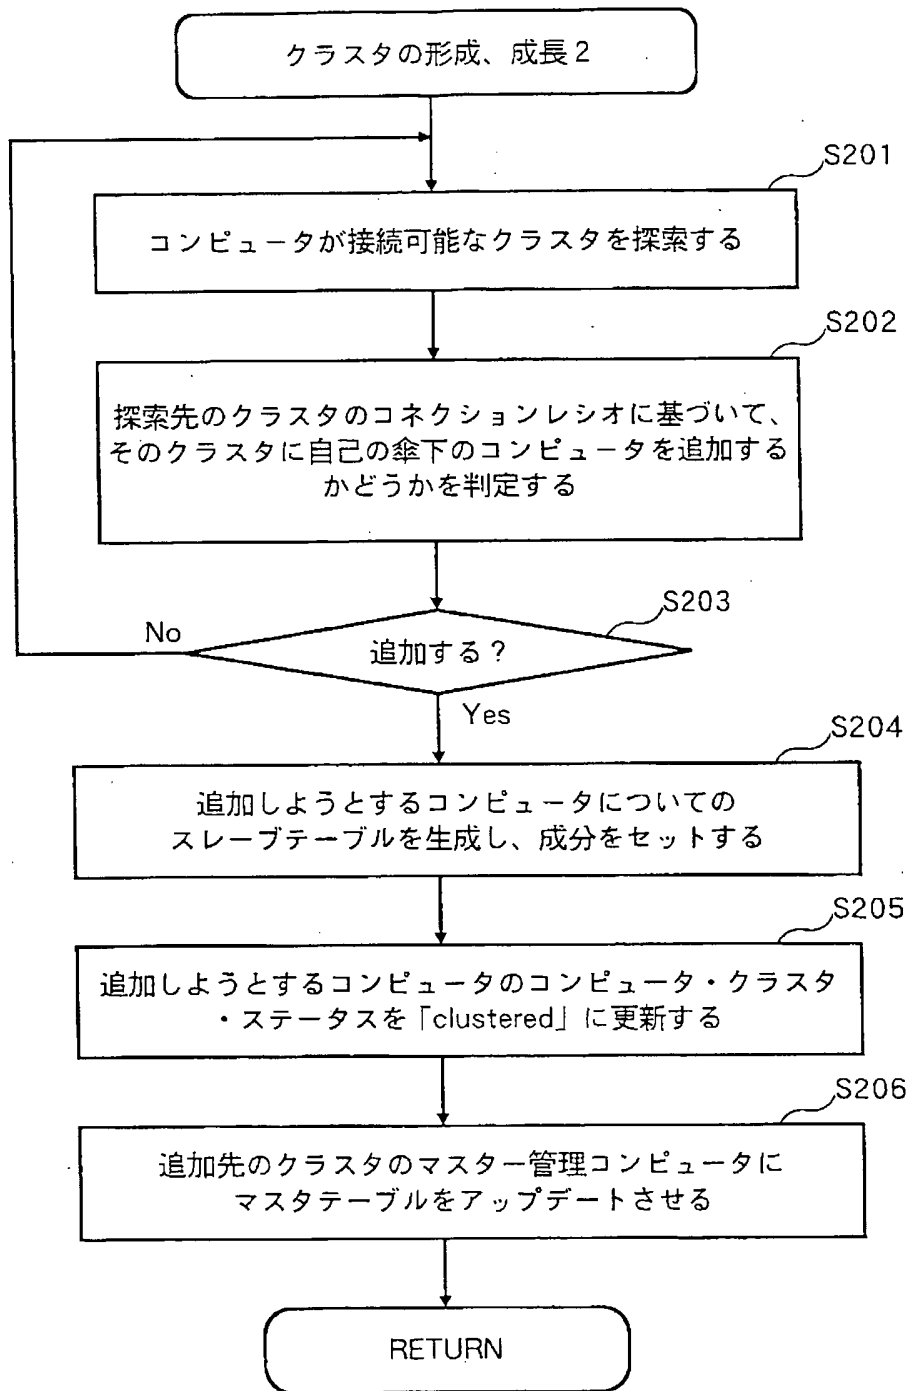 クラスタの形成、成長２
S201
コンピュータが接続可能なクラスタを探索する
S202
探索先のクラスタのコネクションレシオに基づいて、
そのクラスタに自己の傘下のコンピュータを追加する
かどうかを判定する
S203
No
追加する？
Yes
S204
追加しようとするコンピュータについての
スレーブテーブルを生成し、成分をセットする
S205
追加しようとするコンピュータのコンピュータ・クラスタ
・ステータスを「clustered」に更新する
S206
追加先のクラスタのマスター管理コンピュータに
マスタテーブルをアップデートさせる
RETURN